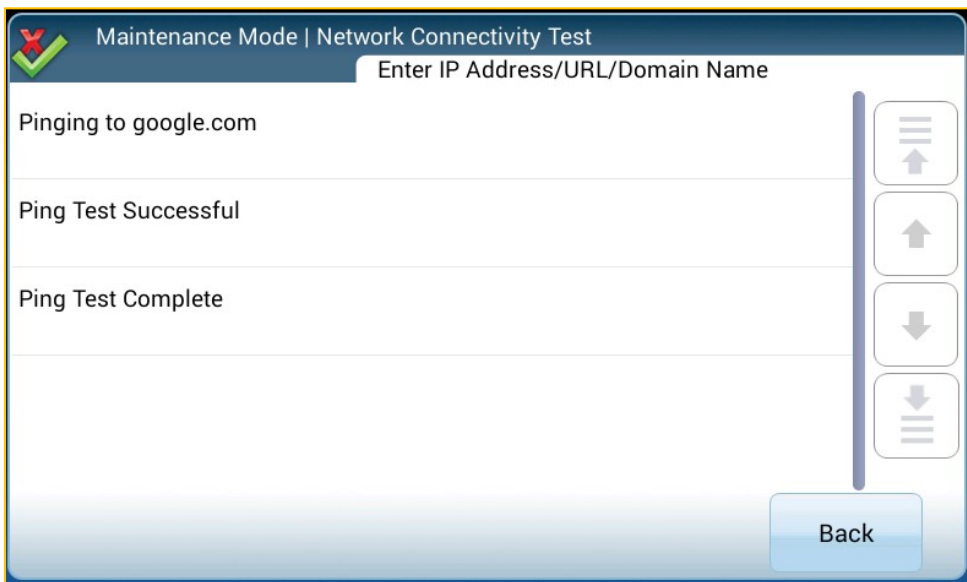 Maintenance Mode | Network Connectivity Test
Enter IP Address/URL/Domain Name
Pinging to google.com
Ping Test Successful
Ping Test Complete
Back